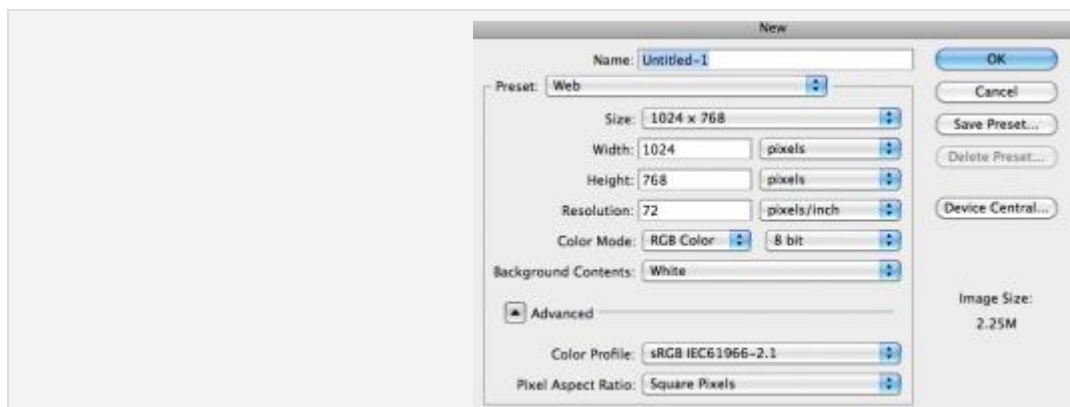 New
Name: Untitled-1
OK
Preset: Web
Cancel
Size: 1024 x 768
Save Preset...
Width: 1024 pixels
Delete Preset...
Height: 768 pixels
Resolution: 72 pixels/inch
Device Central...
Color Mode: RGB Color 8 bit
Background Contents: White
Image Size:
2.25M
Advanced
Color Profile: sRGB IEC61966-2.1
Pixel Aspect Ratio: Square Pixels